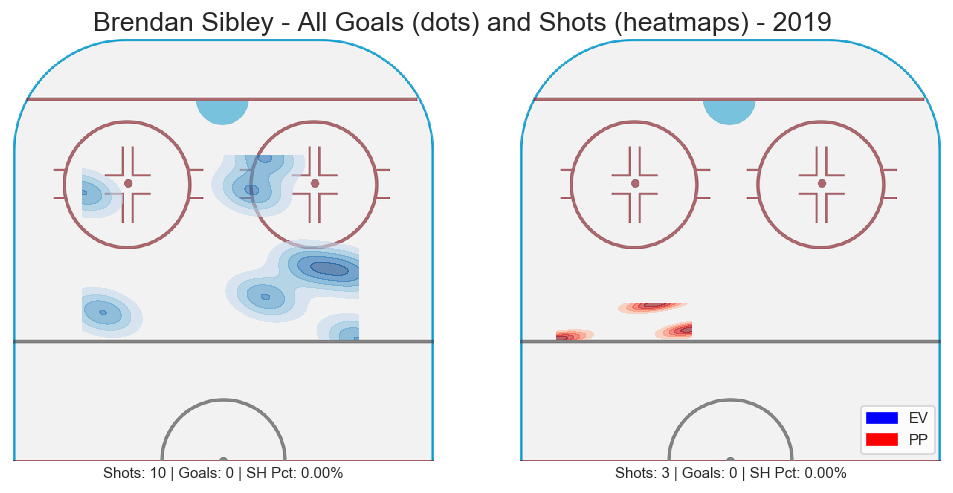 Brendan Sibley - All Goals (dots) and Shots (heatmaps) - 2019
EV
PP
Shots: 10 | Goals: 0 | SH Pct: 0.00%
Shots: 3 | Goals: 0 | SH Pct: 0.00%